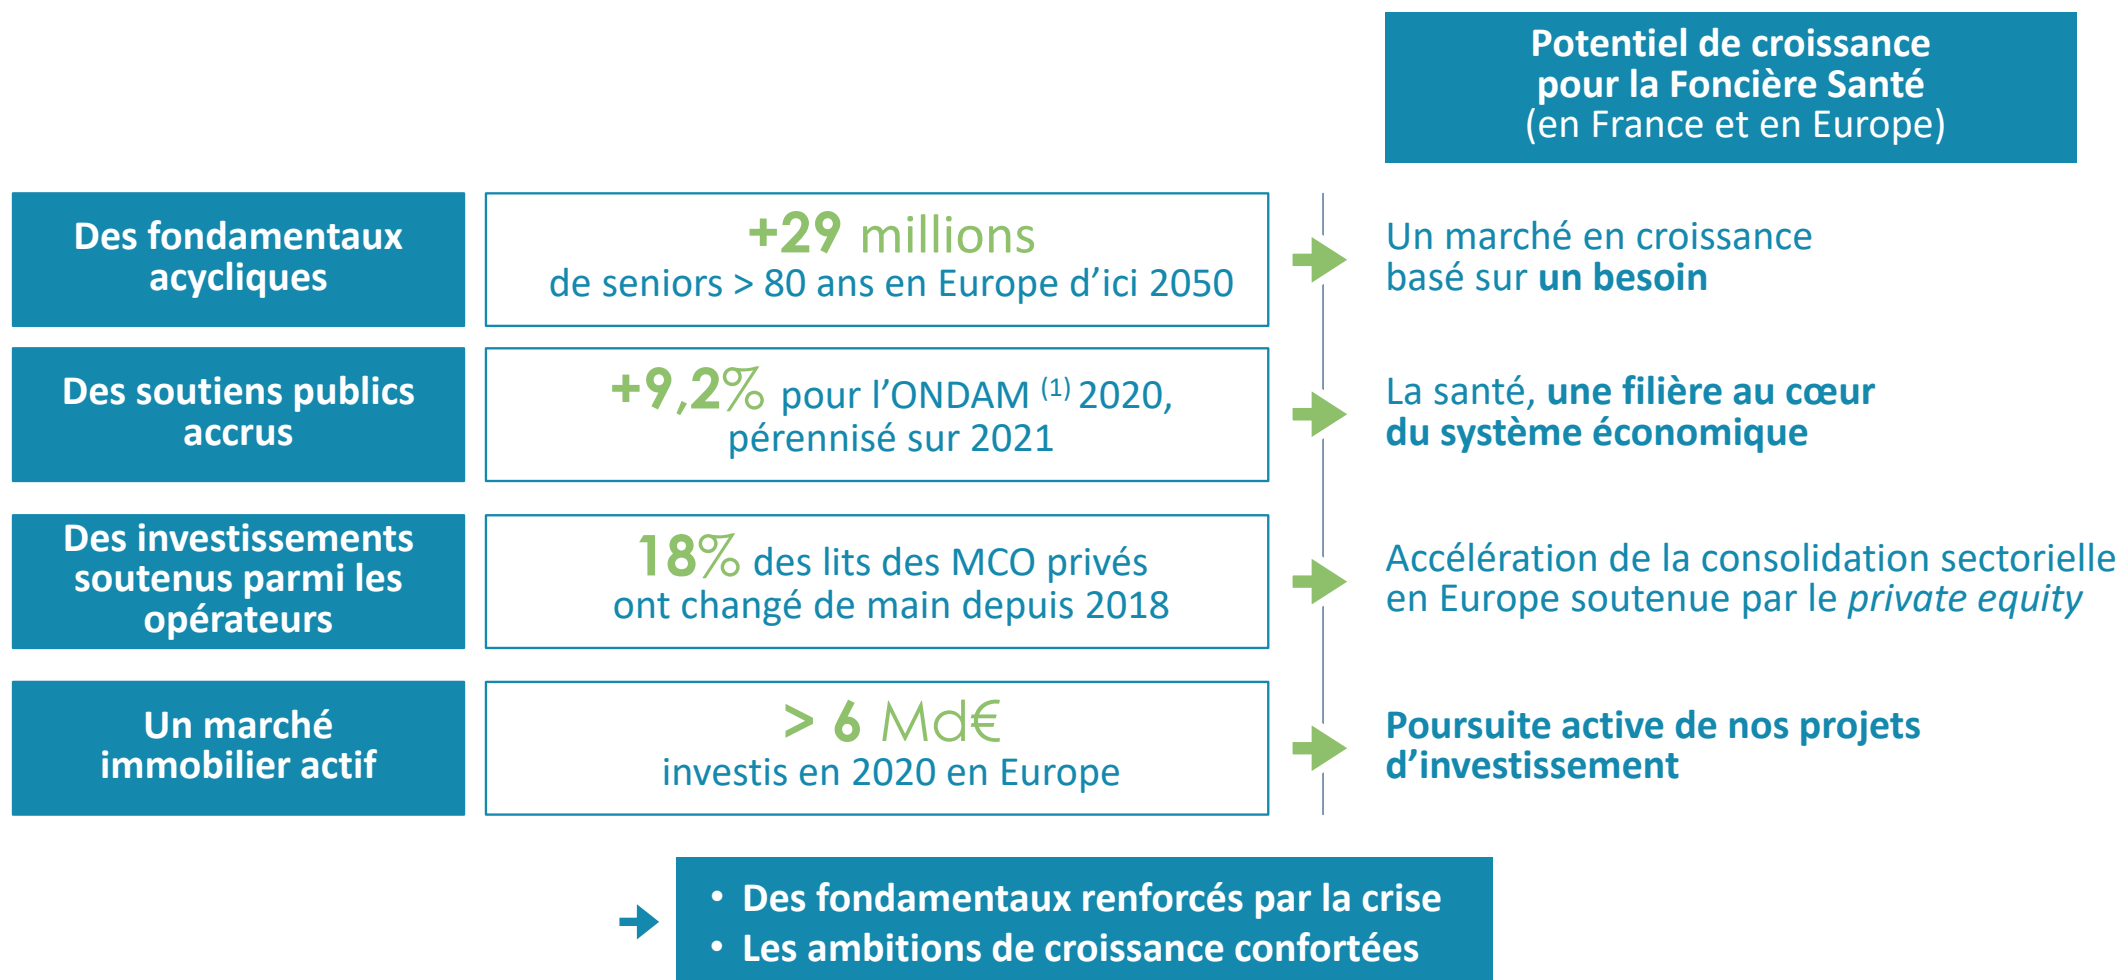 Potentiel de croissance
pour la Foncière Santé
(en France et en Europe)
Des fondamentaux
acycliques
+29 millions
de seniors > 80 ans en Europe d’ici 2050
Un marché en croissance
basé sur un besoin
Des soutiens publics
accrus
+9,2% pour l’ONDAM (1) 2020,
pérennisé sur 2021
La santé, une filière au cœur
du système économique
Des investissements
soutenus parmi les
opérateurs
18% des lits des MCO privés
ont changé de main depuis 2018
Accélération de la consolidation sectorielle
en Europe soutenue par le private equity
Un marché
immobilier actif
> 6 Md€
investis en 2020 en Europe
Poursuite active de nos projets
d’investissement
• Des fondamentaux renforcés par la crise
• Les ambitions de croissance confortées